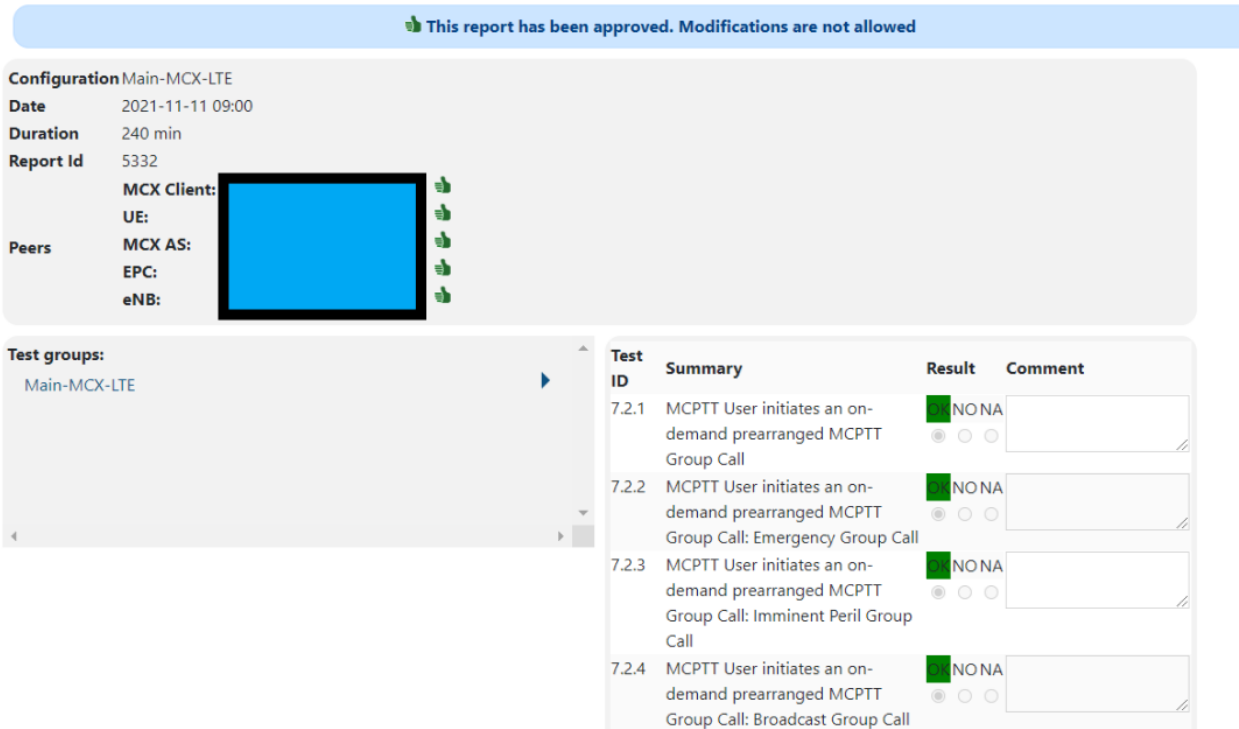 This report has been approved. Modifications are not allowed
Configuration Main-MCX-LTE
Date 2021-11-11 09:00
Duration 240 min
Report Id 5332
MCX Client:
UE:
Peers MCX AS:
EPC:
eNB:
Test groups:
Main-MCX-LTE
Test
ID Summary Result Comment
7.2.1 MCPTT User initiates an on- OK NO NA
demand prearranged MCPTT
Group Call
7.2.2 MCPTT User initiates an on- OK NO NA
demand prearranged MCPTT
Group Call: Emergency Group Call
7.2.3 MCPTT User initiates an on- OK NO NA
demand prearranged MCPTT
Group Call: Imminent Peril Group
Call
7.2.4 MCPTT User initiates an on- OK NO NA
demand prearranged MCPTT
Group Call: Broadcast Group Call